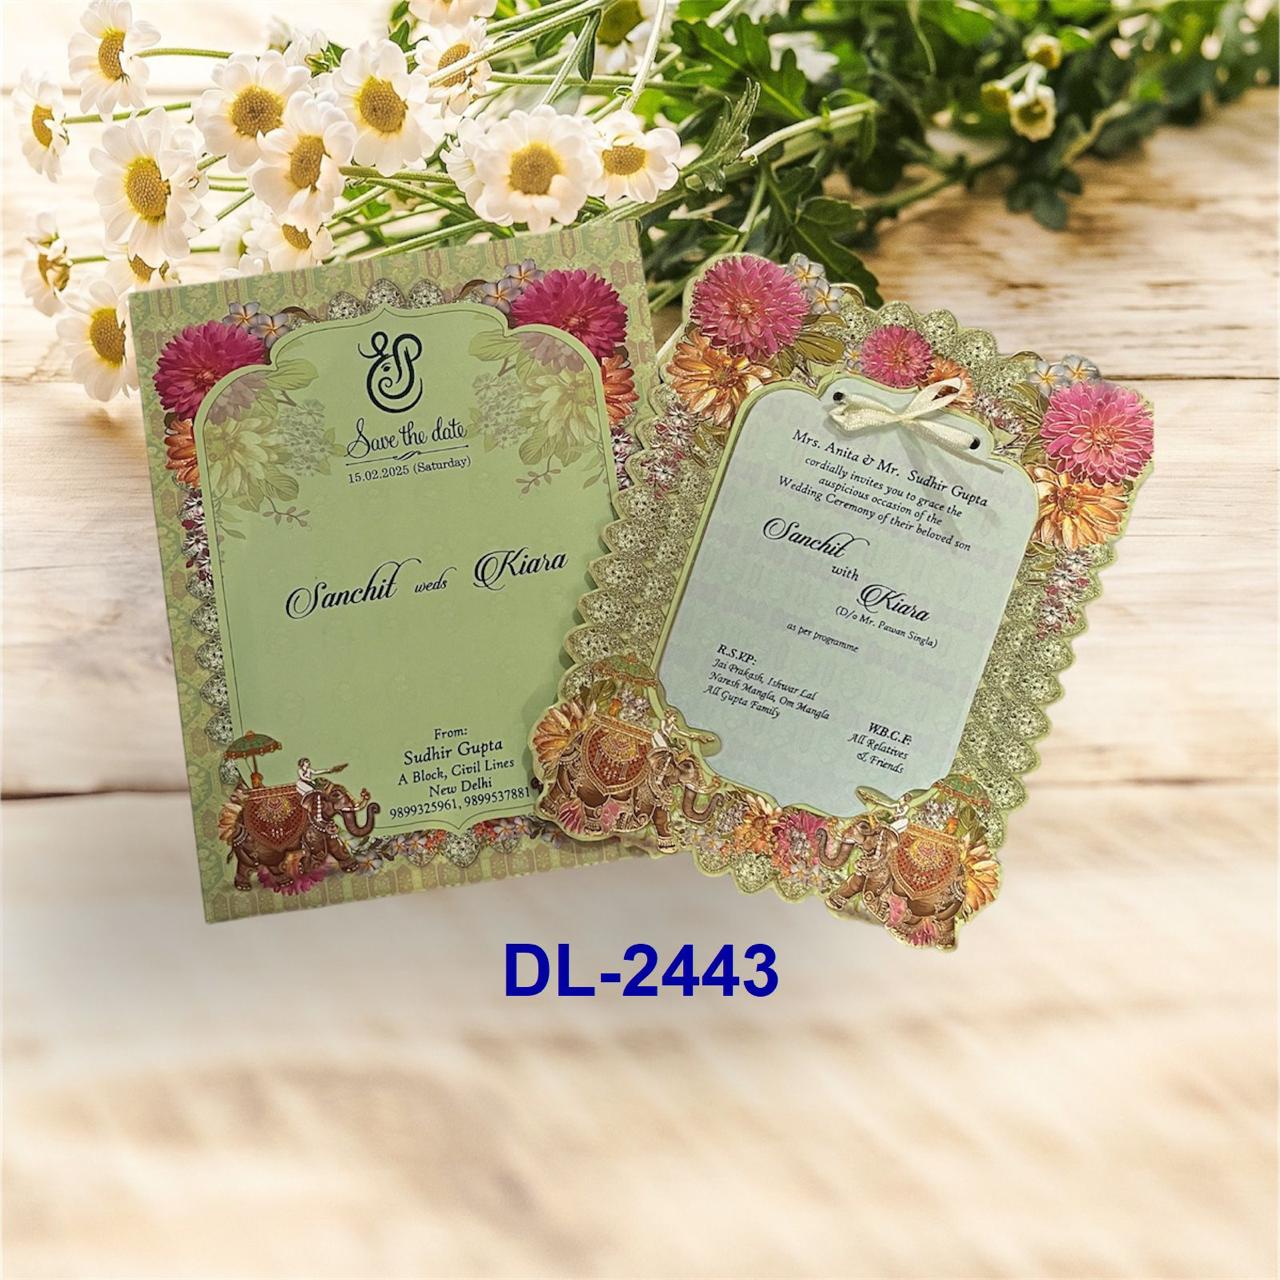 Save the date
15.02.2025 (Saturday)
Sanchit weds Kiara
From:
Sudhir Gupta
A Block, Civil Lines
New Delhi
9899325961, 9899537881
Mrs. Anita & Mr. Sudhir Gupta
cordially invites you to grace the
auspicious occasion of the
Wedding Ceremony of their beloved son
Sanchit
with
Kiara
(D/o Mr. Pawan Singla)
as per programme
R.S.V.P:
Jai Prakash, Ishwar Lal
Naresh Mangla, Om Mangla
All Gupta Family
W.B.C.F:
All Relatives
& Friends
DL-2443